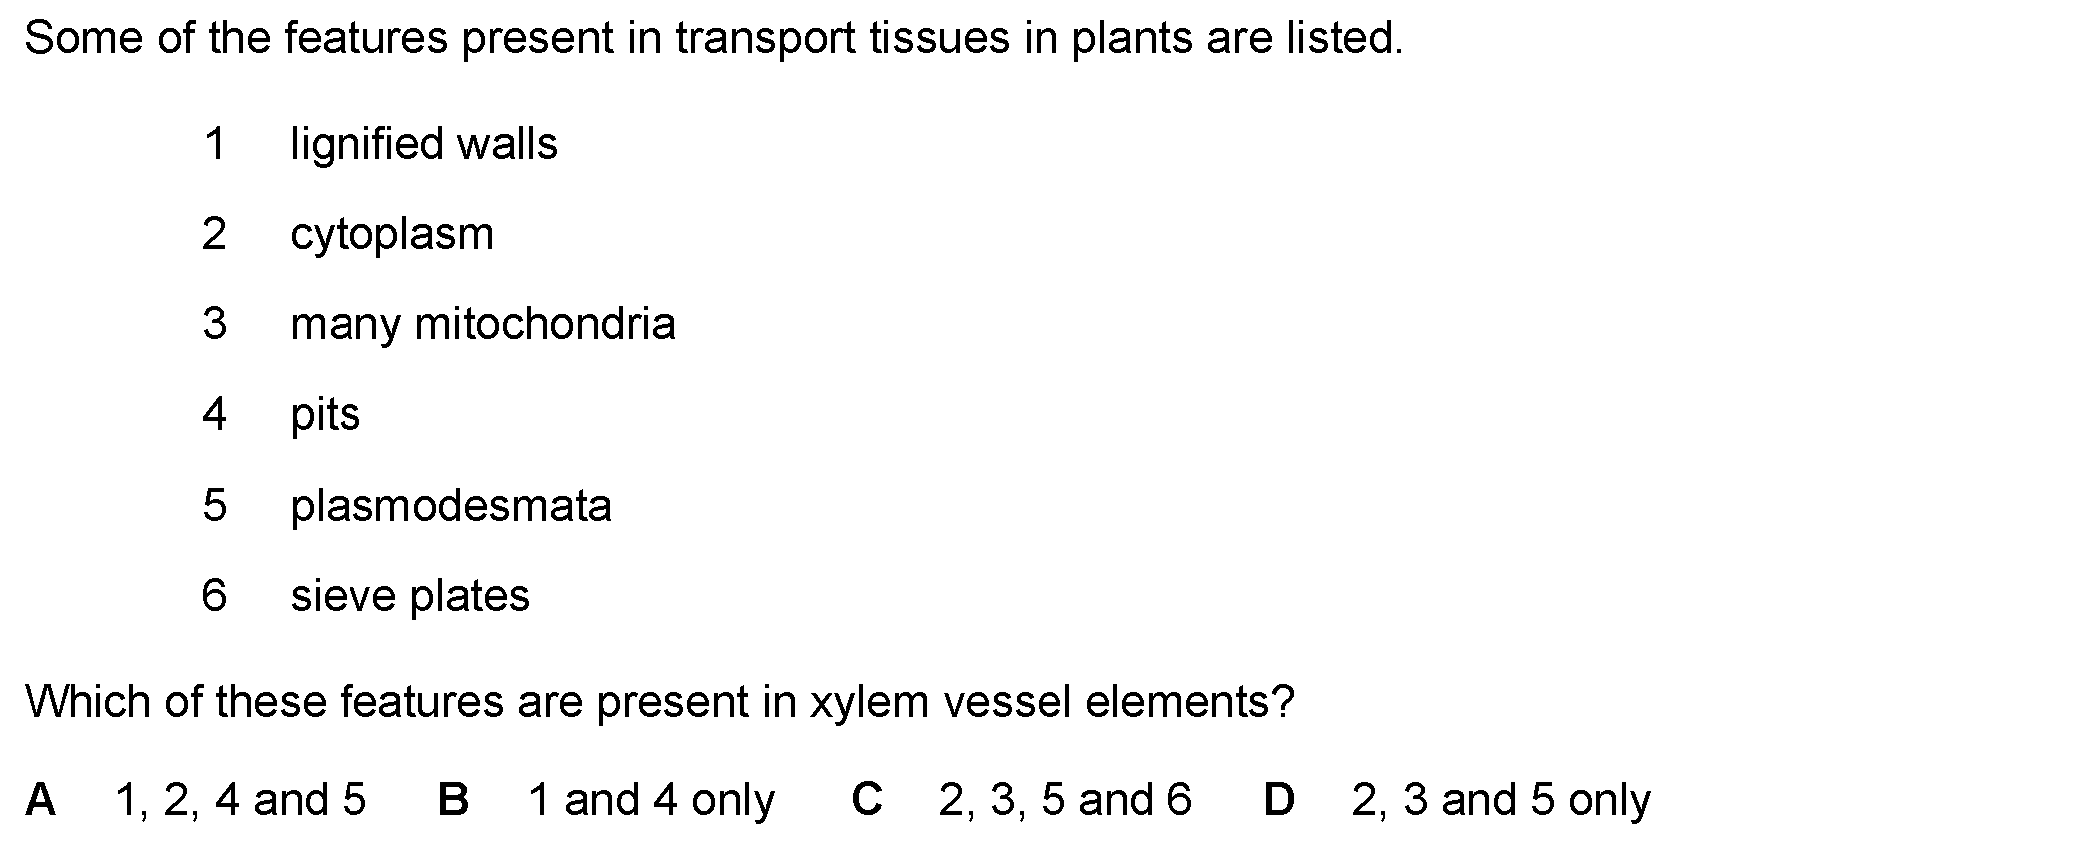 Some of the features present in transport tissues in plants are listed.
1 lignified walls
2 cytoplasm
3 many mitochondria
4 pits
5 plasmodesmata
6 sieve plates
Which of these features are present in xylem vessel elements?
A 1, 2, 4 and 5 B 1 and 4 only C 2, 3, 5 and 6 D 2, 3 and 5 only